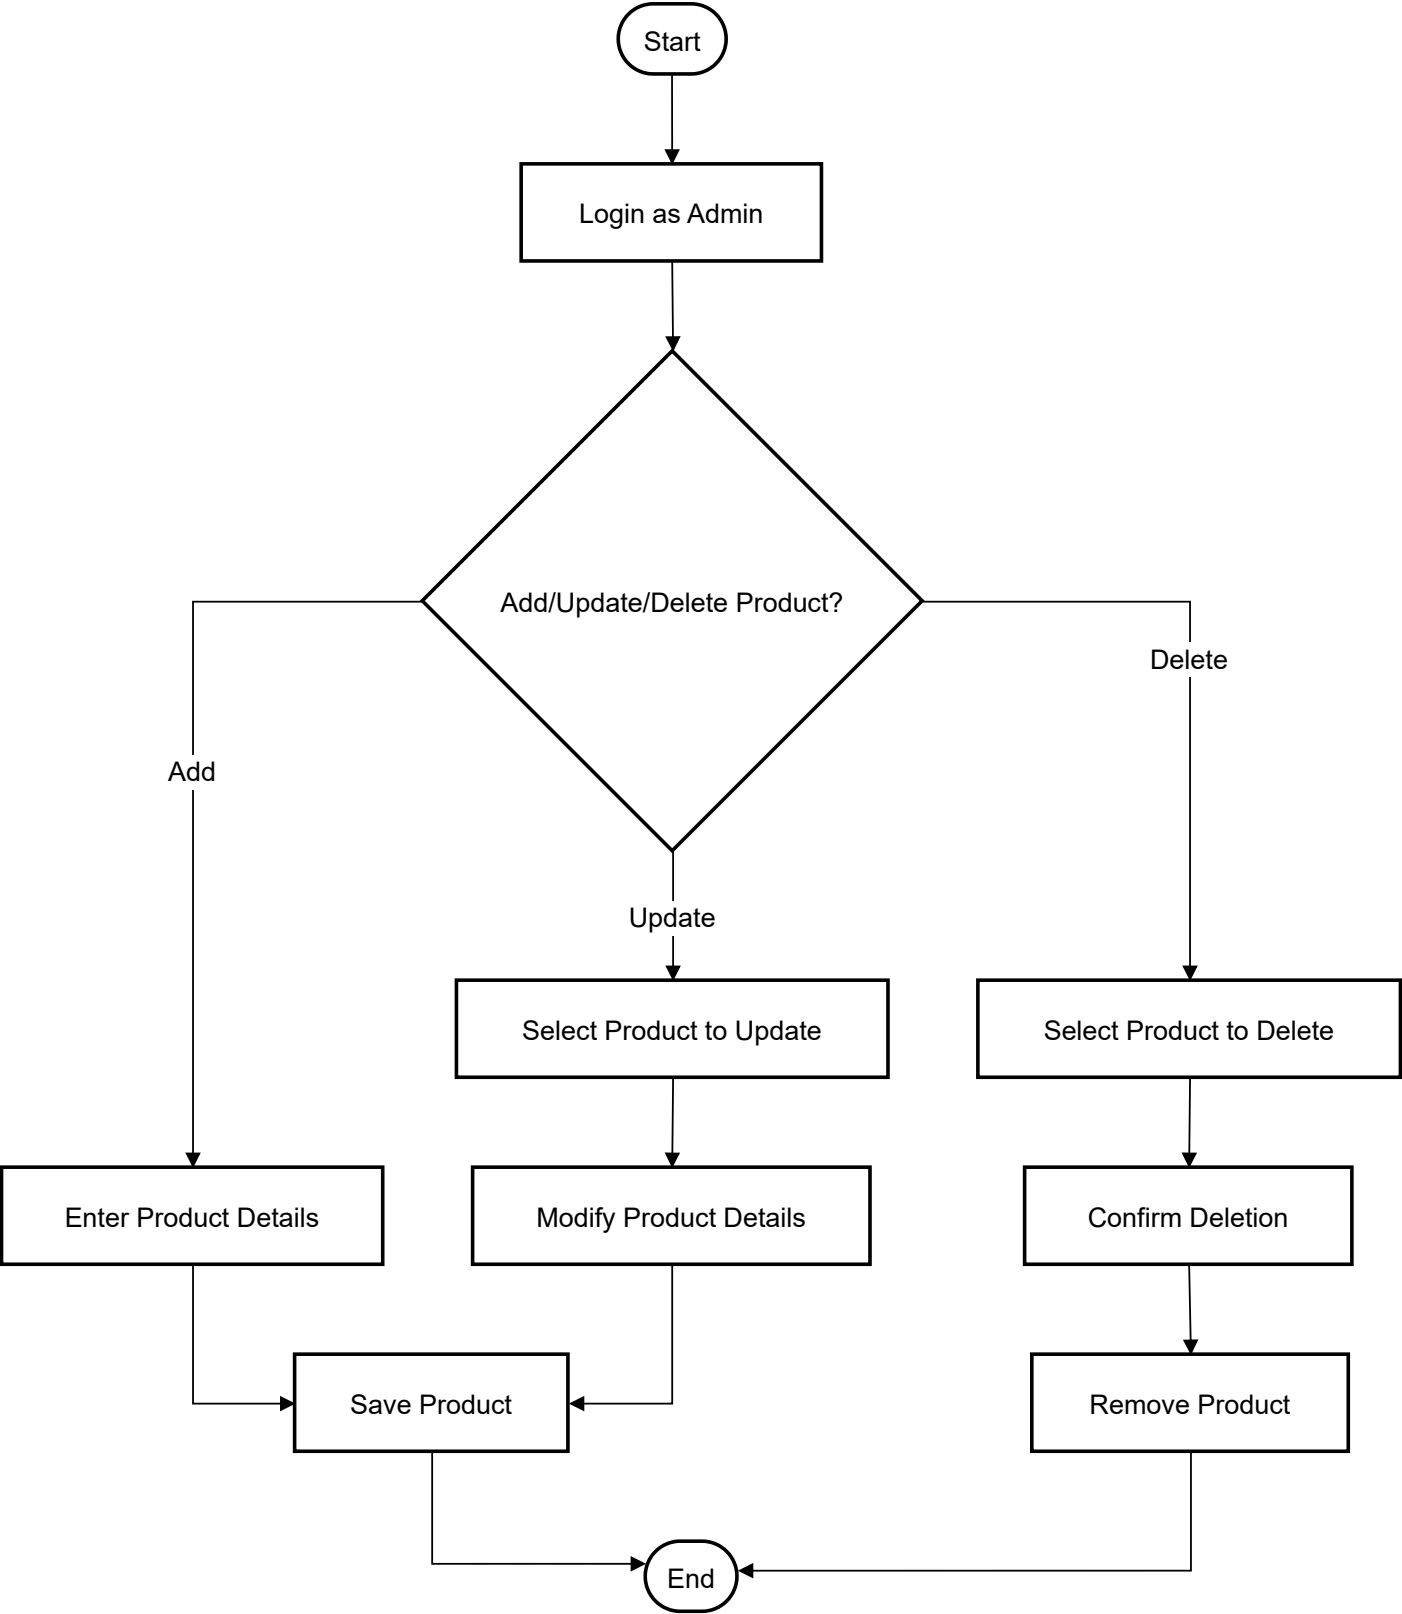 Start
Login as Admin
Add/Update/Delete Product?
Delete
Add
Update
Select Product to Update
Select Product to Delete
Enter Product Details
Modify Product Details
Confirm Deletion
Save Product
Remove Product
End